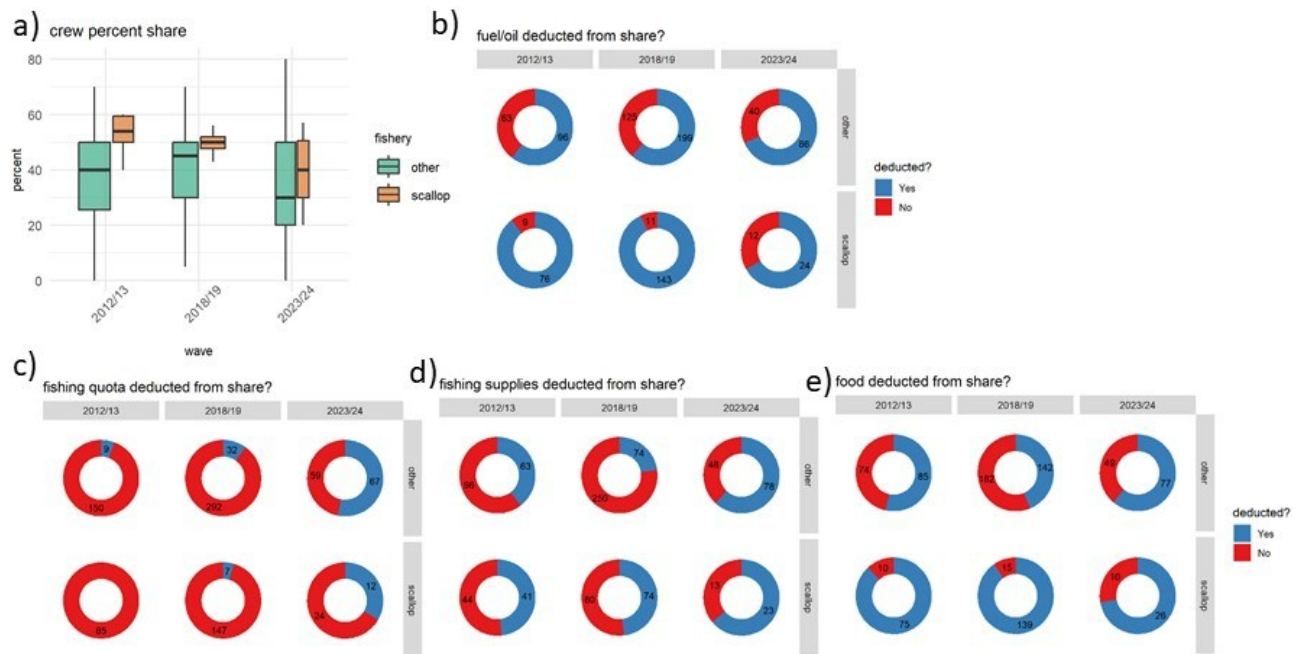 a)
crew percent share
80
60
40
20
0
percent
2012/13
2018/19
2023/24
wave
fishery
other
scallop
b)
fuel/oil deducted from share?
2012/13 2018/19 2023/24
63 96 125 199 40 86
other
9 76 11 143 12 24
scallop
deducted?
Yes
No
c)
fishing quota deducted from share?
2012/13 2018/19 2023/24
9 150 32 292 59 67
other
85 7 147 12 24
scallop
d)
fishing supplies deducted from share?
2012/13 2018/19 2023/24
96 63 74 250 48 78
other
44 41 80 74 13 23
scallop
e)
food deducted from share?
2012/13 2018/19 2023/24
74 85 182 142 49 77
other
10 75 15 139 10 26
scallop
deducted?
Yes
No